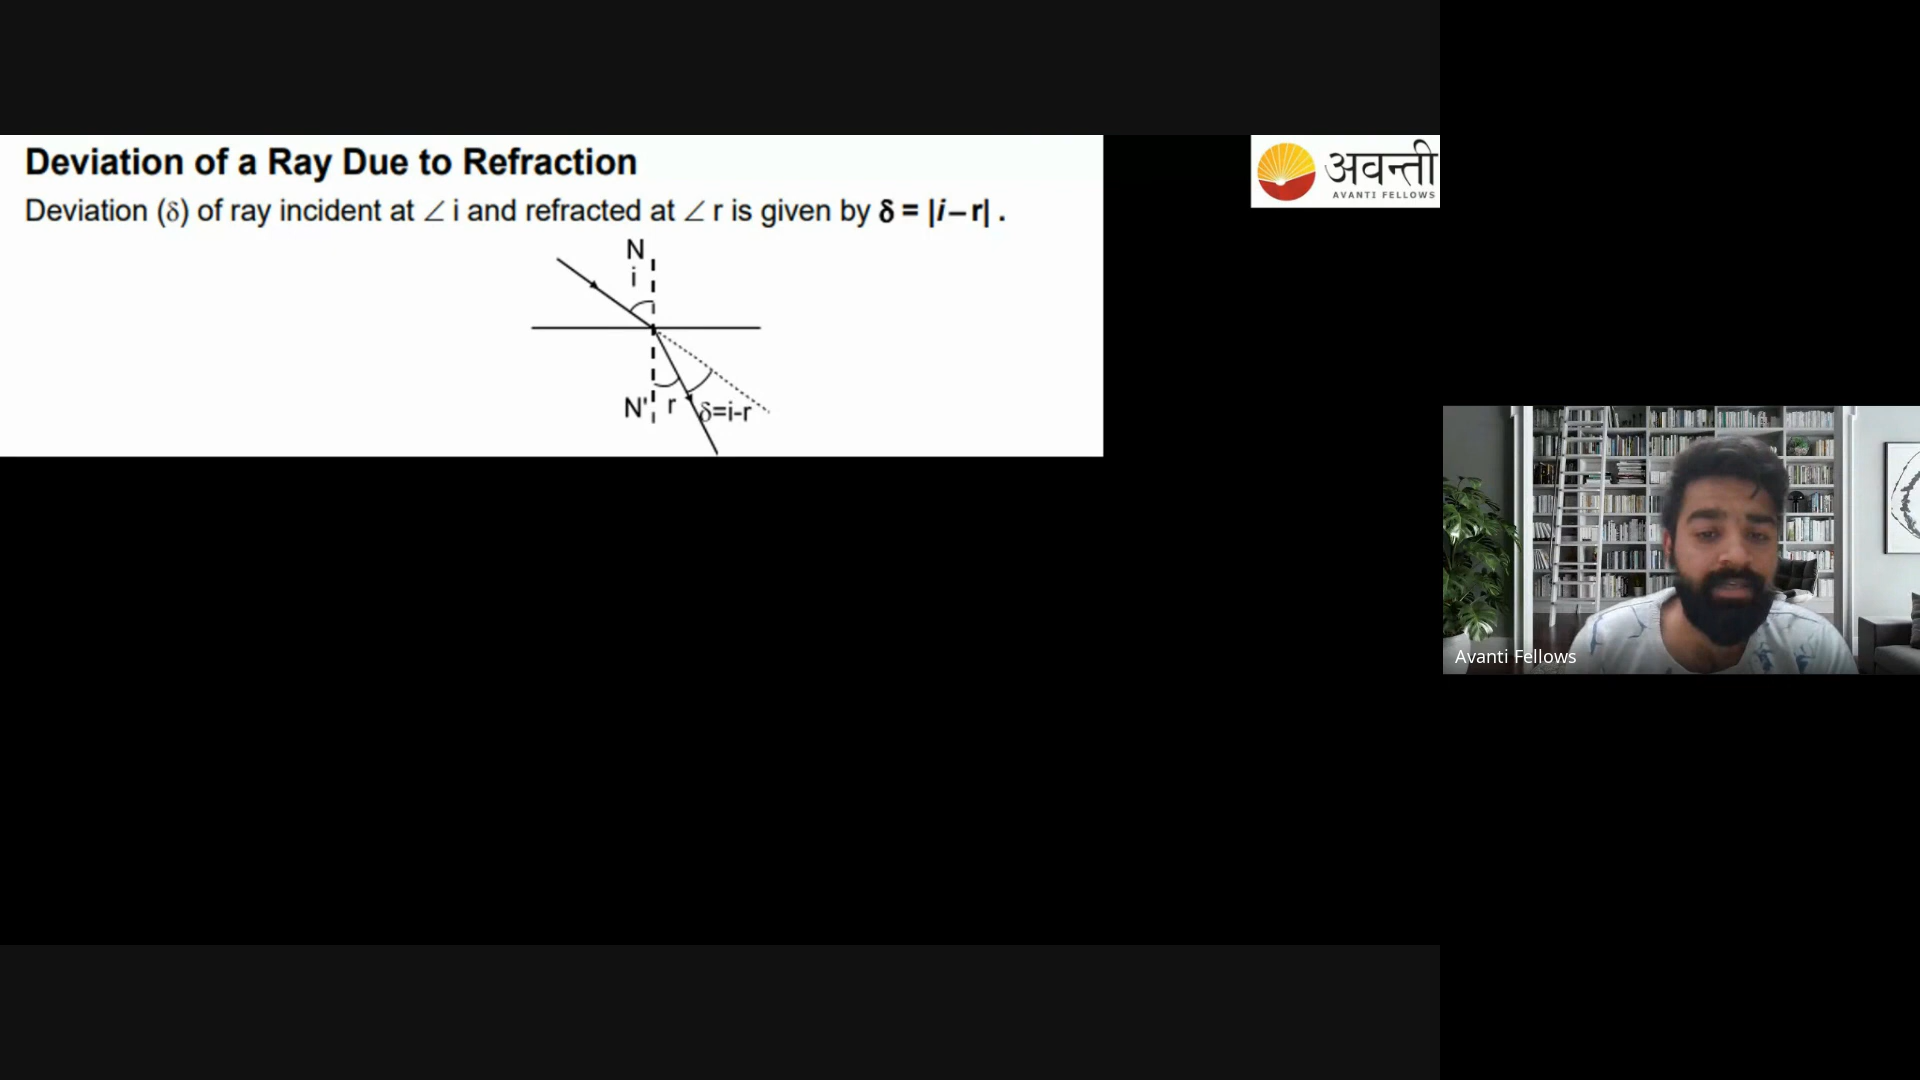 Deviation of a Ray Due to Refraction
Deviation (δ) of ray incident at ∠ i and refracted at ∠ r is given by δ = |i – r| .
N
i
N' r δ=i-r
अवन्ती
AVANTI FELLOWS
Avanti Fellows